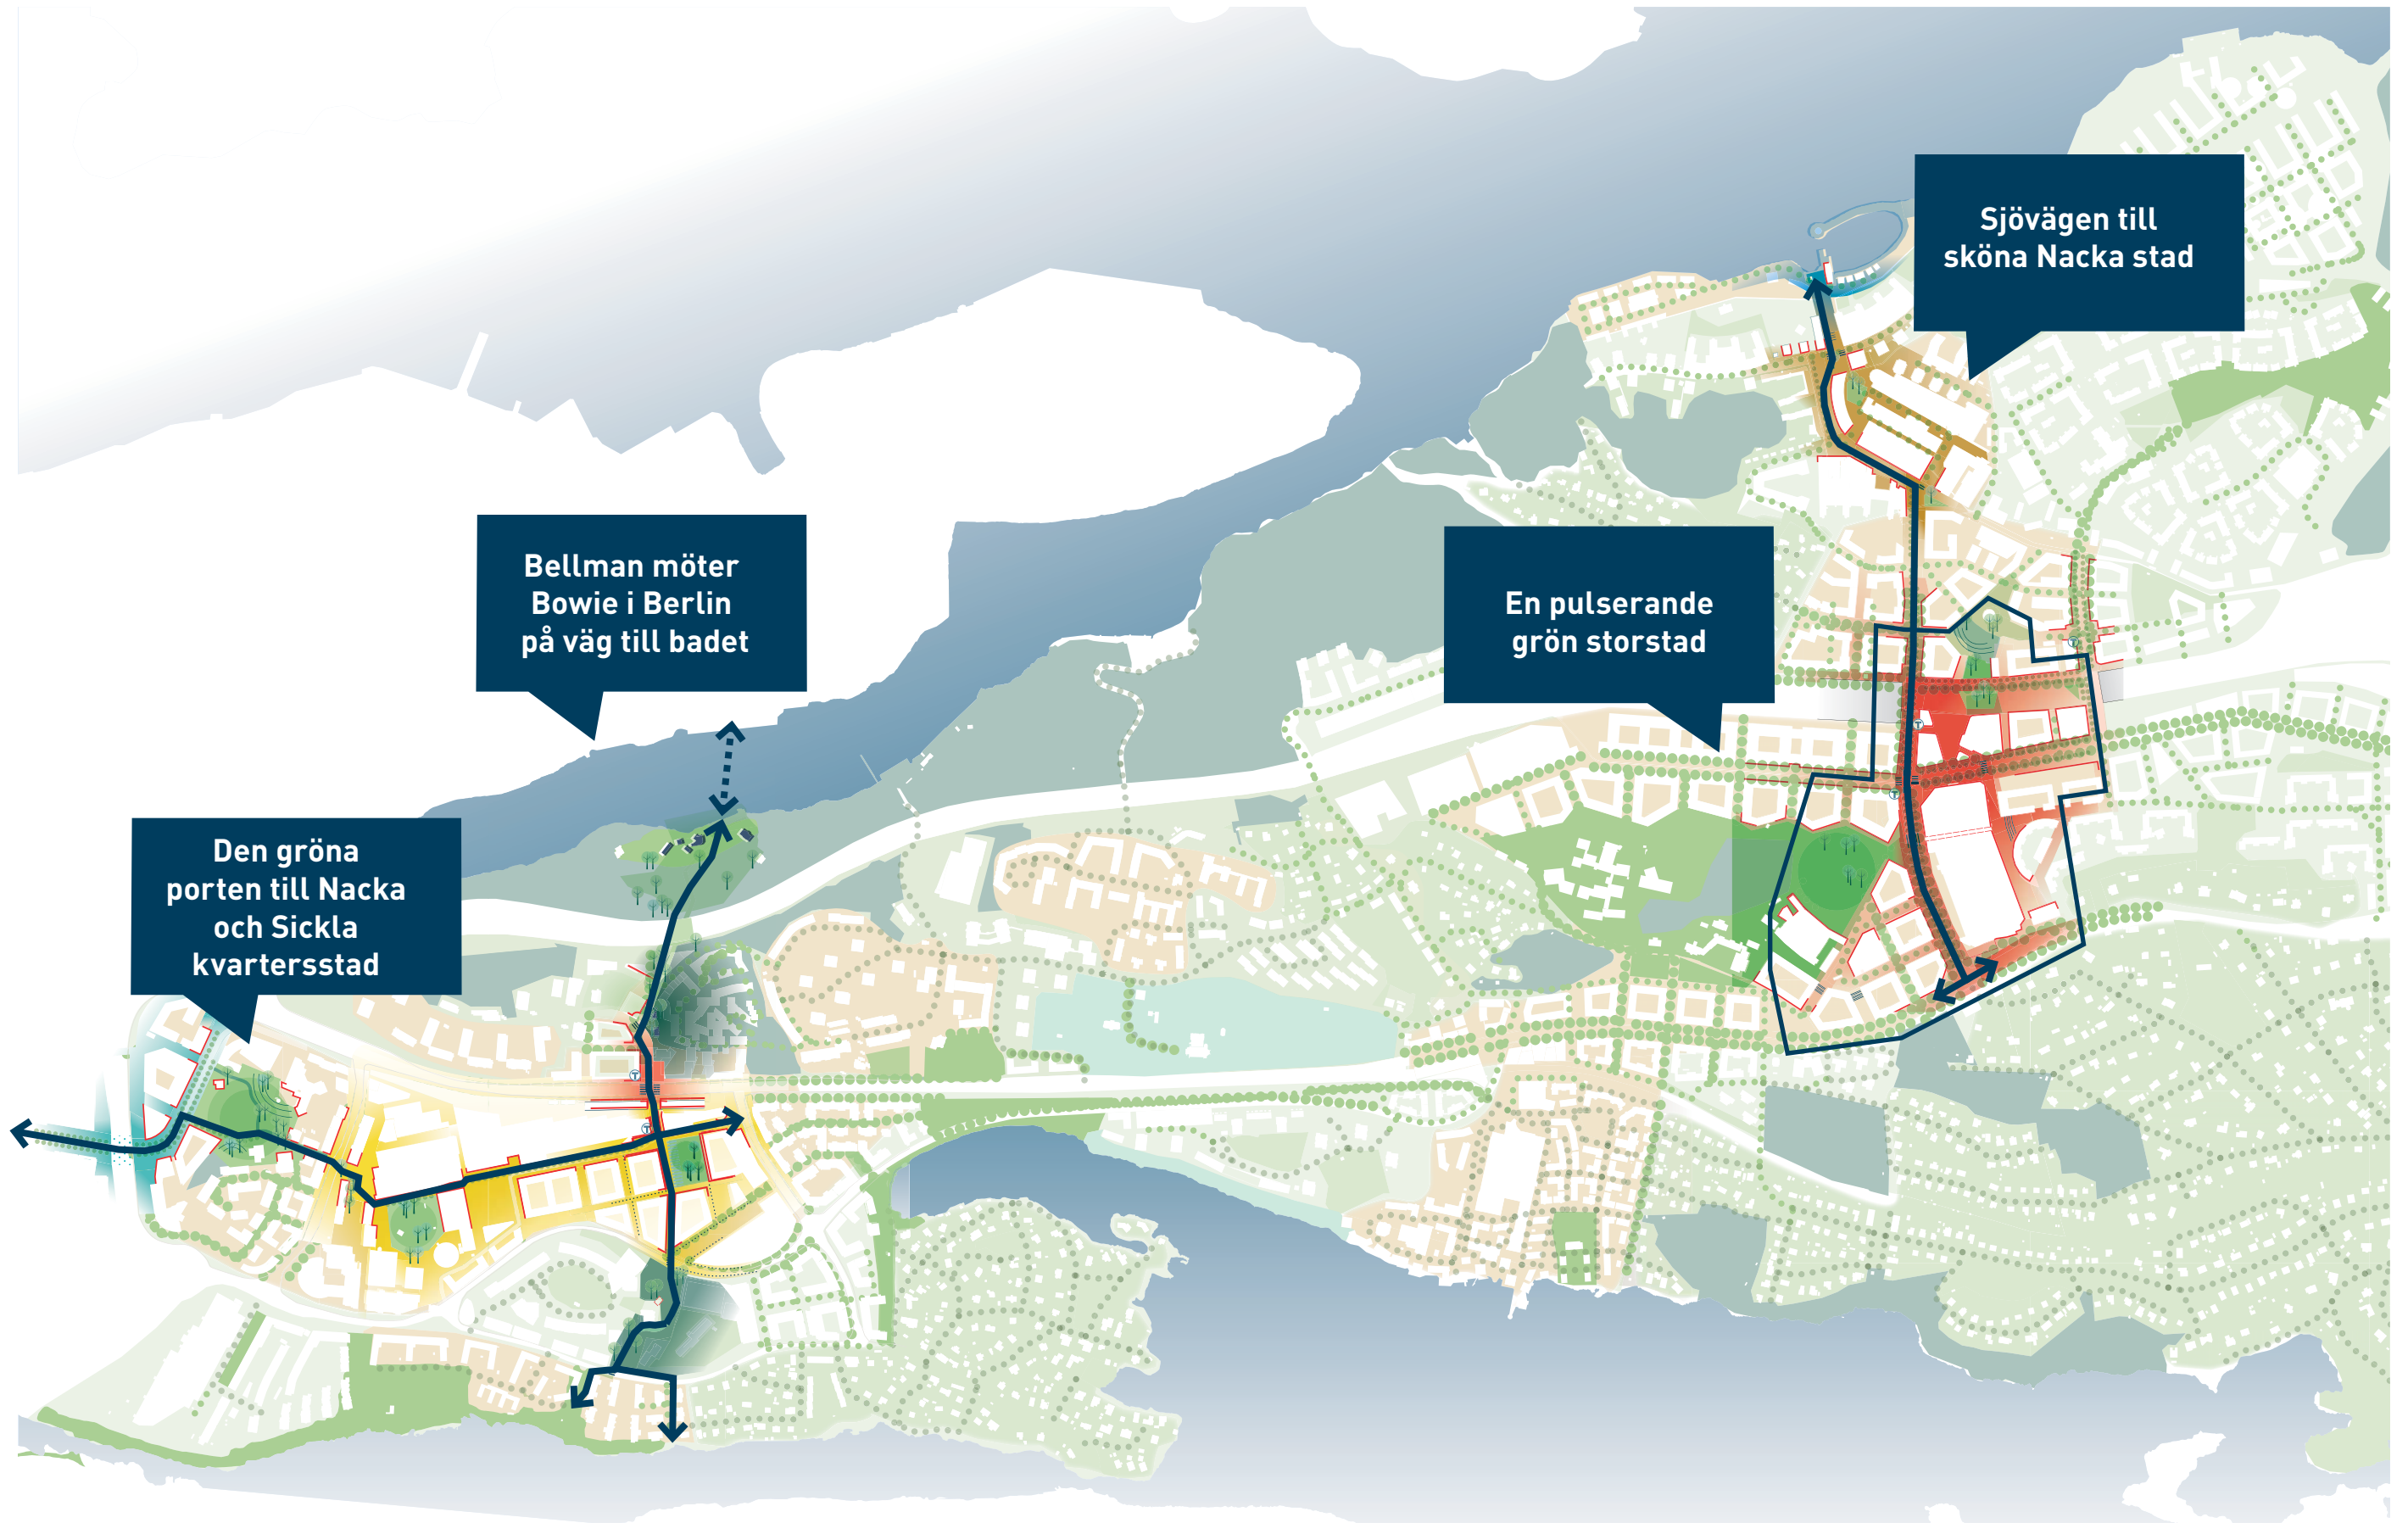 Sjövägen till
sköna Nacka stad
Bellman möter
Bowie i Berlin
på väg till badet
En pulserande
grön storstad
Den gröna
porten till Nacka
och Sickla
kvartersstad
T
T
T
T
T